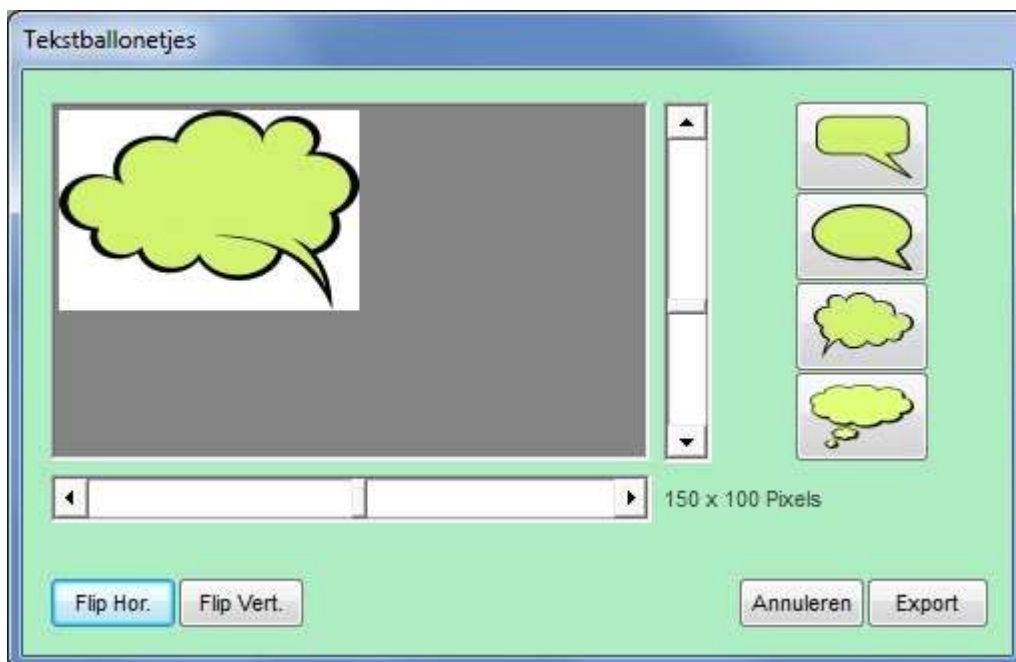 Tekstballonetjes
150 x 100 Pixels
Flip Hor.
Flip Vert.
Annuleren
Export